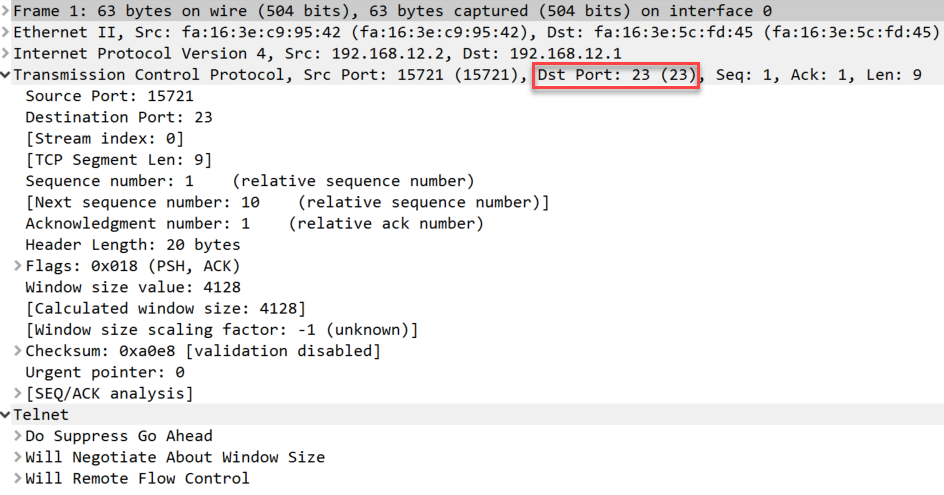 Frame 1: 63 bytes on wire (504 bits), 63 bytes captured (504 bits) on interface 0
Ethernet II, Src: fa:16:3e:c9:95:42 (fa:16:3e:c9:95:42), Dst: fa:16:3e:5c:fd:45 (fa:16:3e:5c:fd:45)
Internet Protocol Version 4, Src: 192.168.12.2, Dst: 192.168.12.1
Transmission Control Protocol, Src Port: 15721 (15721), Dst Port: 23 (23), Seq: 1, Ack: 1, Len: 9
Source Port: 15721
Destination Port: 23
[Stream index: 0]
[TCP Segment Len: 9]
Sequence number: 1    (relative sequence number)
[Next sequence number: 10    (relative sequence number)]
Acknowledgment number: 1    (relative ack number)
Header Length: 20 bytes
Flags: 0x018 (PSH, ACK)
Window size value: 4128
[Calculated window size: 4128]
[Window size scaling factor: -1 (unknown)]
Checksum: 0xa0e8 [validation disabled]
Urgent pointer: 0
[SEQ/ACK analysis]
Telnet
Do Suppress Go Ahead
Will Negotiate About Window Size
Will Remote Flow Control